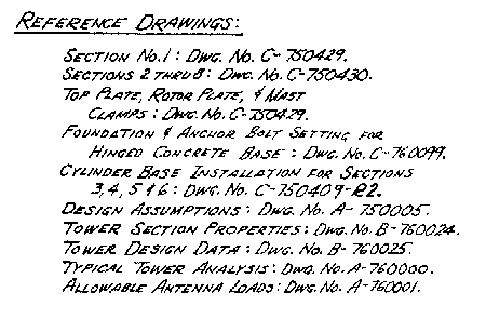 REFERENCE DRAWINGS:
SECTION NO. 1: DWG. NO. C-750429.
SECTIONS 2 THRU 8: DWG. NO. C-750430.
TOP PLATE, ROTOR PLATE, & MAST
CLAMPS: DWG. NO. C-750429.
FOUNDATION & ANCHOR BOLT SETTING FOR
HINGED CONCRETE BASE: DWG. NO. C-760099.
CYLINDER BASE INSTALLATION FOR SECTIONS
3, 4, 5 & 6: DWG. NO. C-750409-R2.
DESIGN ASSUMPTIONS: DWG. NO. A-750005.
TOWER SECTION PROPERTIES: DWG. NO. B-760024.
TOWER DESIGN DATA: DWG. NO. B-760025.
TYPICAL TOWER ANALYSIS: DWG. NO. A-760000.
ALLOWABLE ANTENNA LOADS: DWG. NO. A-760001.